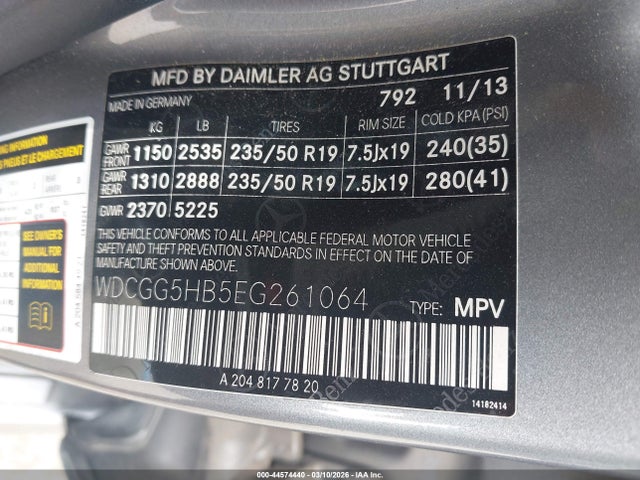 MFD BY DAIMLER AG STUTTGART
MADE IN GERMANY 792 11/13
KG LB TIRES RIM SIZE COLD KPA (PSI)
GAWR FRONT 1150 2535 235/50 R19 7.5Jx19 240(35)
GAWR REAR 1310 2888 235/50 R19 7.5Jx19 280(41)
GVWR 2370 5225
THIS VEHICLE CONFORMS TO ALL APPLICABLE FEDERAL MOTOR VEHICLE
SAFETY AND THEFT PREVENTION STANDARDS IN EFFECT ON THE DATE OF
MANUFACTURE SHOWN ABOVE.
WDCGG5HB5EG261064 TYPE: MPV
A 204 817 78 20
14182414
SEE OWNER'S
MANUAL FOR
ADDITIONAL
INFORMATION
000-44574440 - 03/10/2026 - IAA Fremont